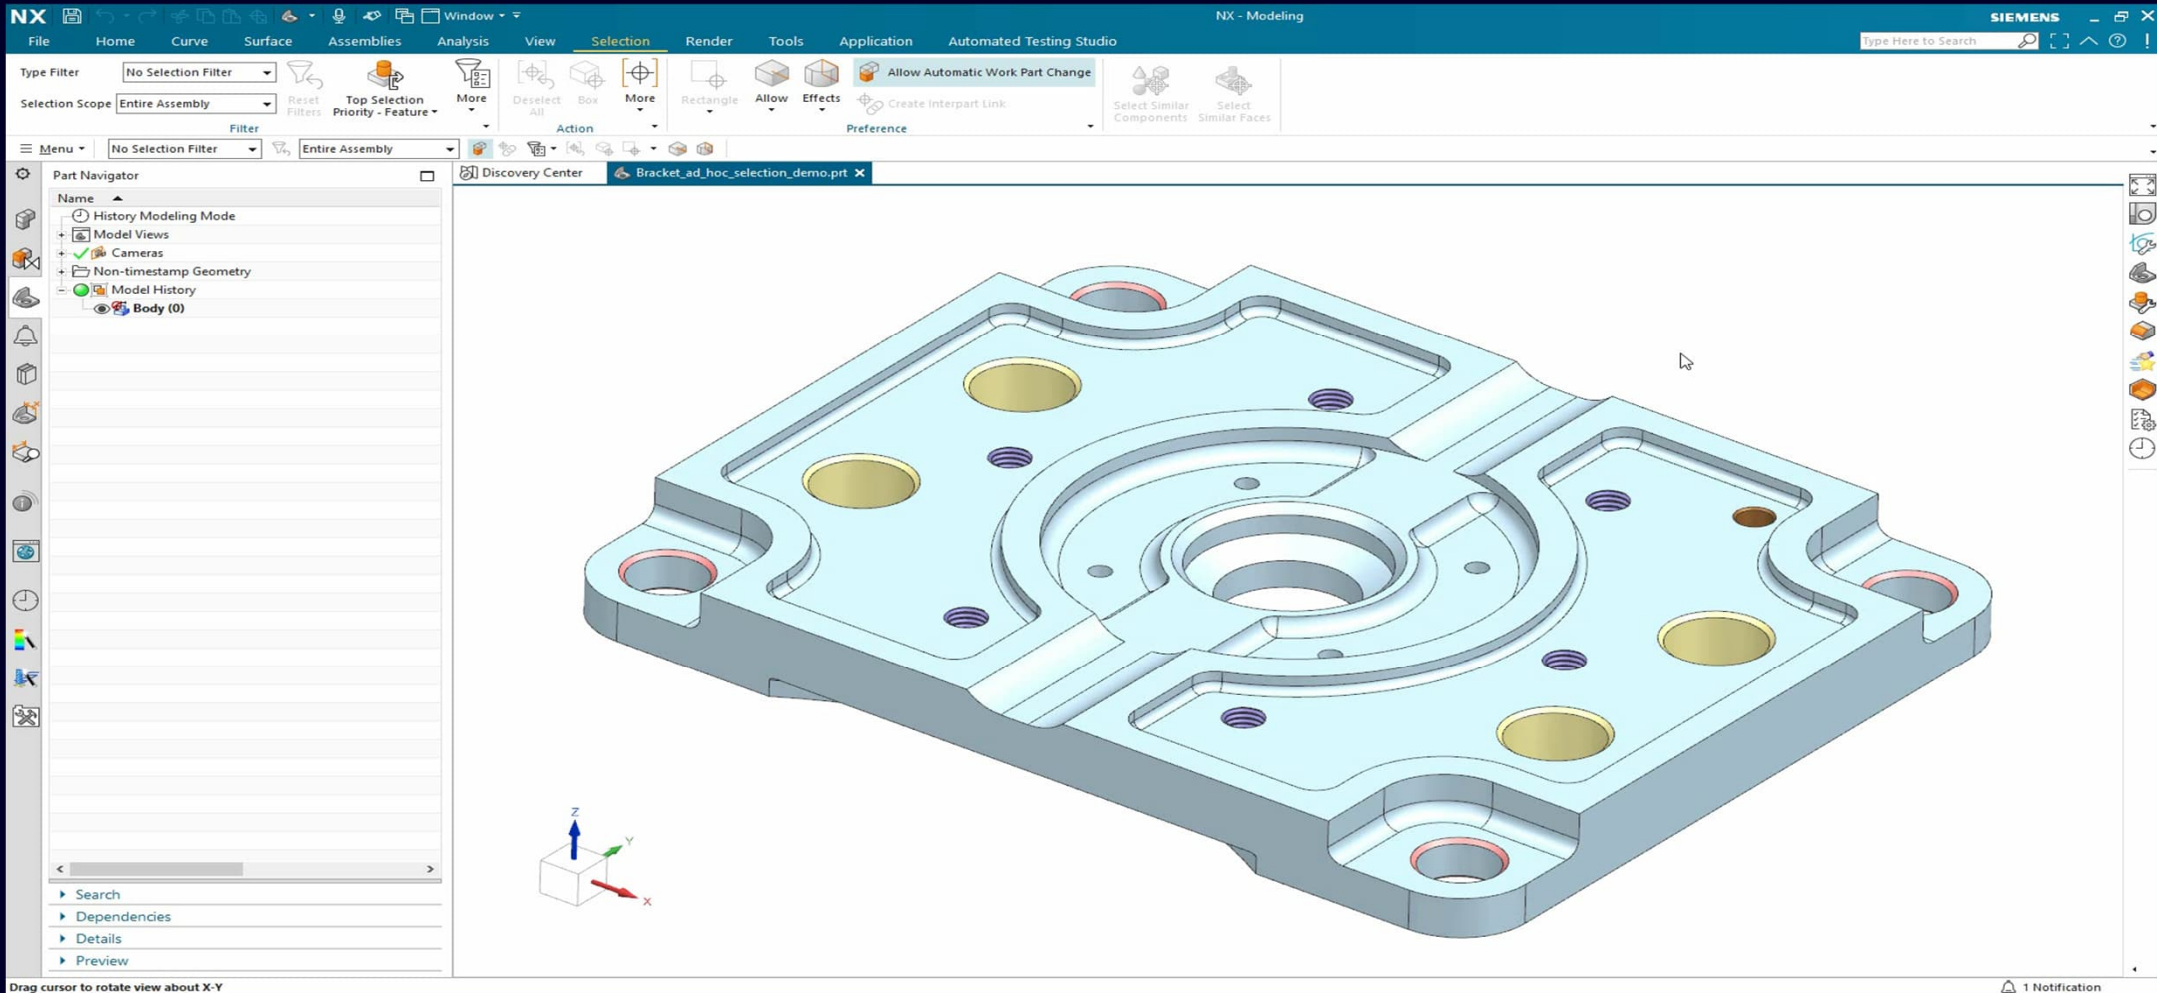 NX
Window
NX - Modeling
SIEMENS
File Home Curve Surface Assemblies Analysis View Selection Render Tools Application Automated Testing Studio
Type Here to Search
Type Filter
No Selection Filter
Selection Scope
Entire Assembly
Reset
Filters
Top Selection
Priority - Feature
More
Filter
Deselect
All
Box
More
Action
Rectangle
Allow
Effects
Allow Automatic Work Part Change
Create Interpart Link
Preference
Select Similar
Components
Select
Similar Faces
Menu
No Selection Filter
Entire Assembly
Part Navigator
Discovery Center
Bracket_ad_hoc_selection_demo.prt
Name
History Modeling Mode
Model Views
Cameras
Non-timestamp Geometry
Model History
Body (0)
Z
Y
X
Search
Dependencies
Details
Preview
Drag cursor to rotate view about X-Y
1 Notification